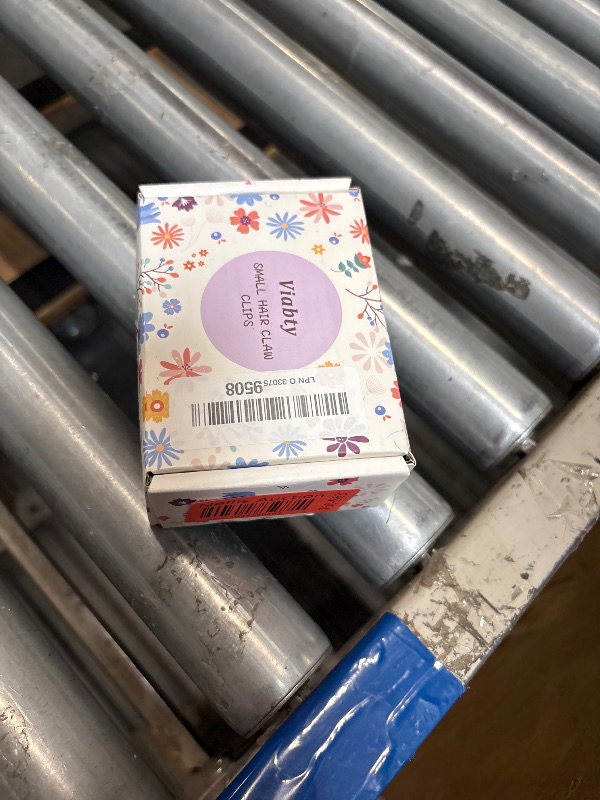 Viabty
SMALL HAIR CLAW
CLIPS
LPN O 33075
9508